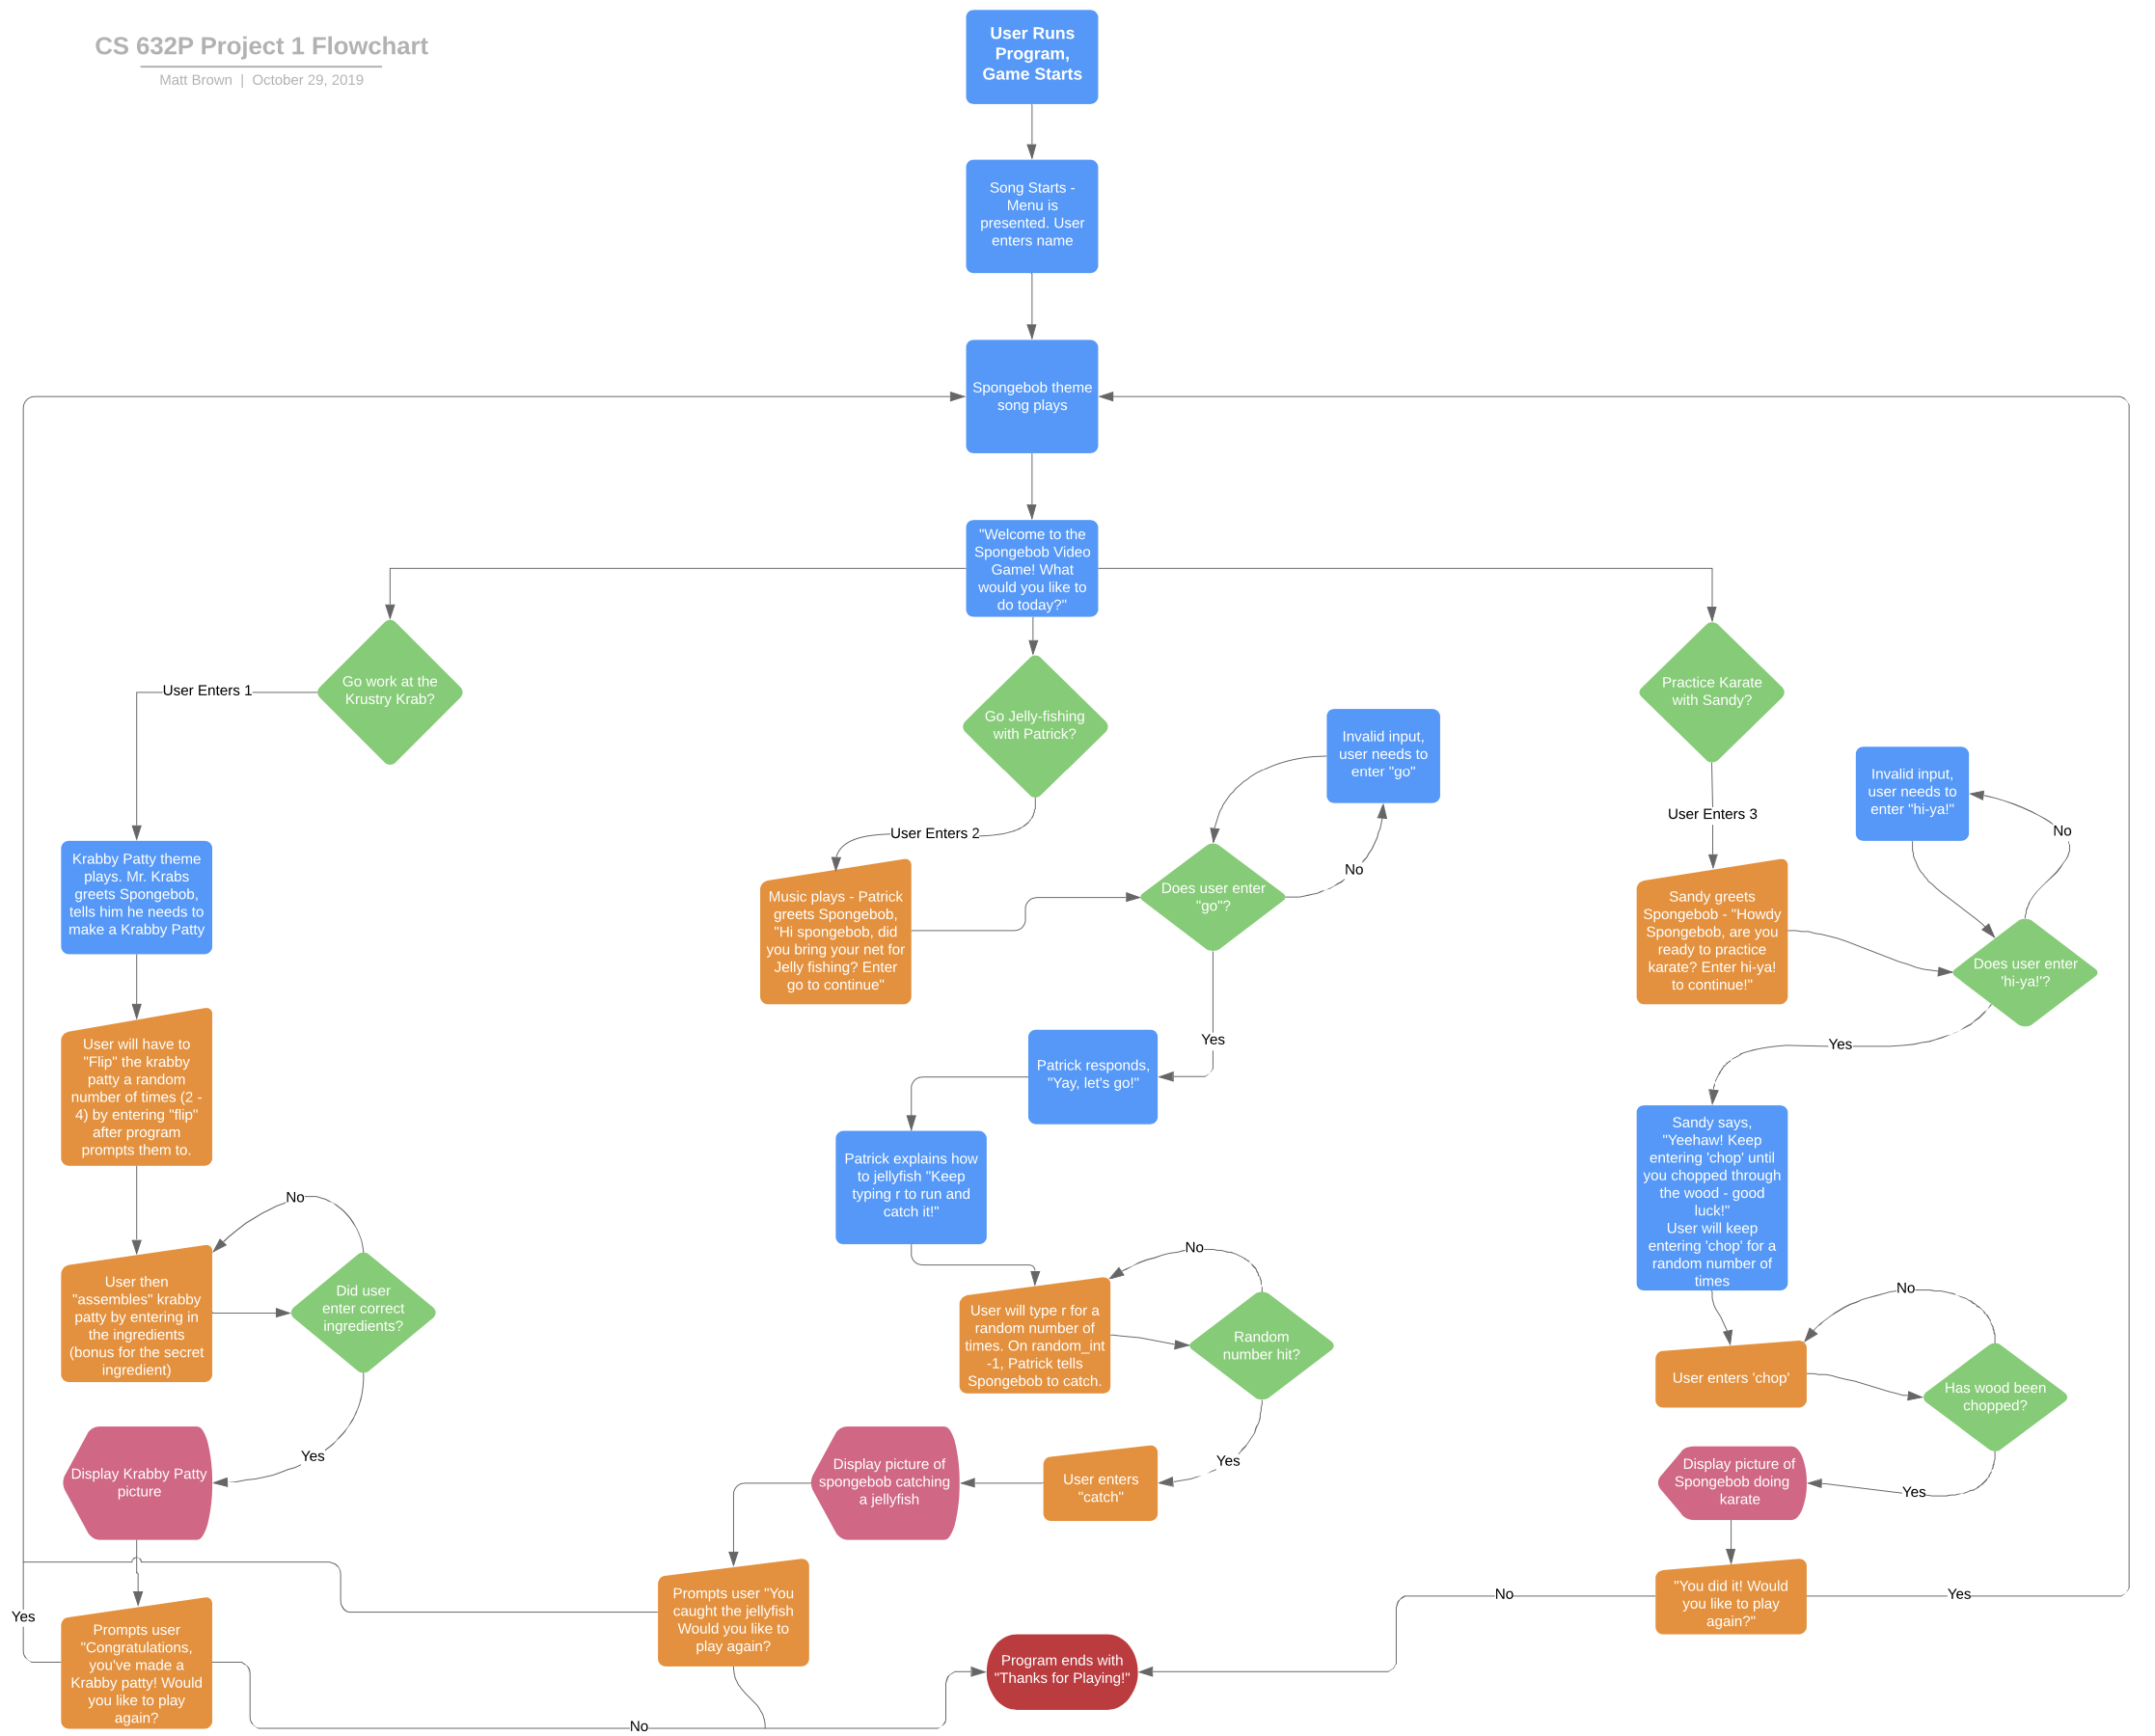 CS 632P Project 1 Flowchart
Matt Brown | October 29, 2019
User Runs
Program,
Game Starts
Song Starts -
Menu is
presented. User
enters name
Spongebob theme
song plays
"Welcome to the
Spongebob Video
Game! What
would you like to
do today?"
Go work at the
Krustry Krab?
User Enters 1
Krabby Patty theme
plays. Mr. Krabs
greets Spongebob,
tells him he needs to
make a Krabby Patty
User will have to
"Flip" the krabby
patty a random
number of times (2 -
4) by entering "flip"
after program
prompts them to.
User then
"assembles" krabby
patty by entering in
the ingredients
(bonus for the secret
ingredient)
No
Did user
enter correct
ingredients?
Yes
Display Krabby Patty
picture
Yes
Prompts user
"Congratulations,
you've made a
Krabby patty! Would
you like to play
again?
No
Go Jelly-fishing
with Patrick?
User Enters 2
Music plays - Patrick
greets Spongebob,
"Hi spongebob, did
you bring your net for
Jelly fishing? Enter
go to continue"
Does user enter
"go"?
No
Invalid input,
user needs to
enter "go"
Yes
Patrick responds,
"Yay, let's go!"
Patrick explains how
to jellyfish "Keep
typing r to run and
catch it!"
User will type r for a
random number of
times. On random_int
-1, Patrick tells
Spongebob to catch.
No
Random
number hit?
Yes
User enters
"catch"
Display picture of
spongebob catching
a jellyfish
Prompts user "You
caught the jellyfish
Would you like to
play again?
Program ends with
"Thanks for Playing!"
Practice Karate
with Sandy?
User Enters 3
Sandy greets
Spongebob - "Howdy
Spongebob, are you
ready to practice
karate? Enter hi-ya!
to continue!"
Invalid input,
user needs to
enter "hi-ya!"
No
Does user enter
'hi-ya!'?
Yes
Sandy says,
"Yeehaw! Keep
entering 'chop' until
you chopped through
the wood - good
luck!"
User will keep
entering 'chop' for a
random number of
times
No
User enters 'chop'
Has wood been
chopped?
Yes
Display picture of
Spongebob doing
karate
"You did it! Would
you like to play
again?"
No
Yes